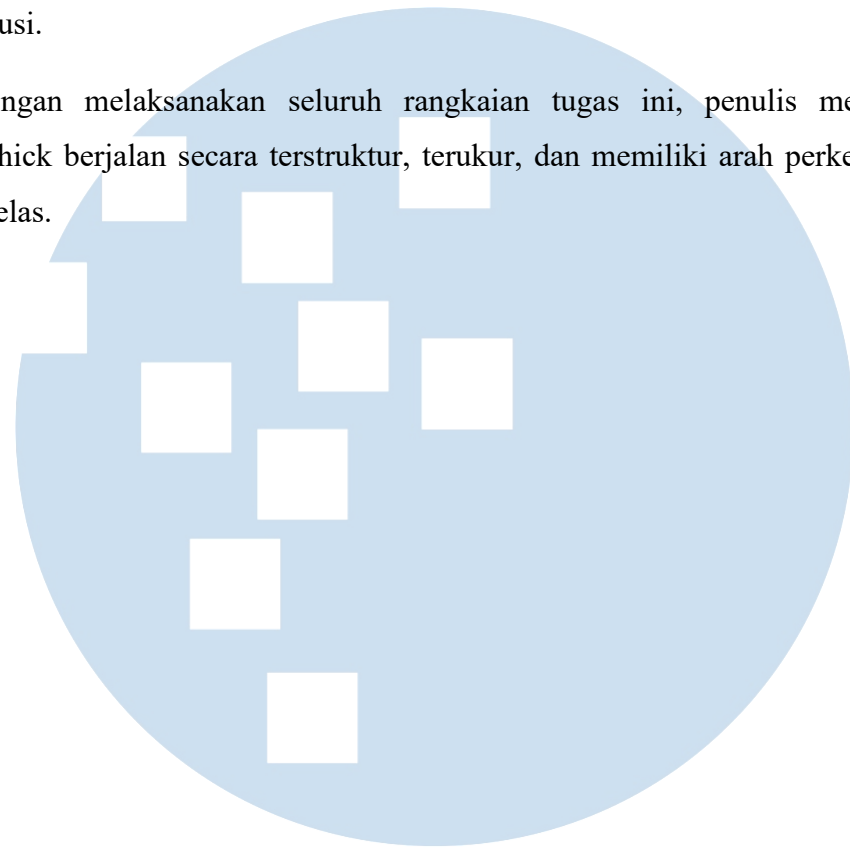 usi.
ngan melaksanakan seluruh rangkaian tugas ini, penulis me
hick berjalan secara terstruktur, terukur, dan memiliki arah perke
elas.